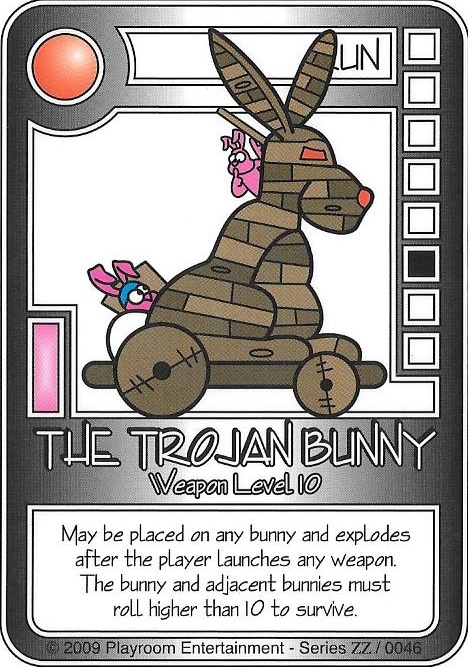 RUN
THE TROJAN BUNNY
Weapon Level 10
May be placed on any bunny and explodes
after the player launches any weapon.
The bunny and adjacent bunnies must
roll higher than 10 to survive.
© 2009 Playroom Entertainment - Series ZZ / 0046